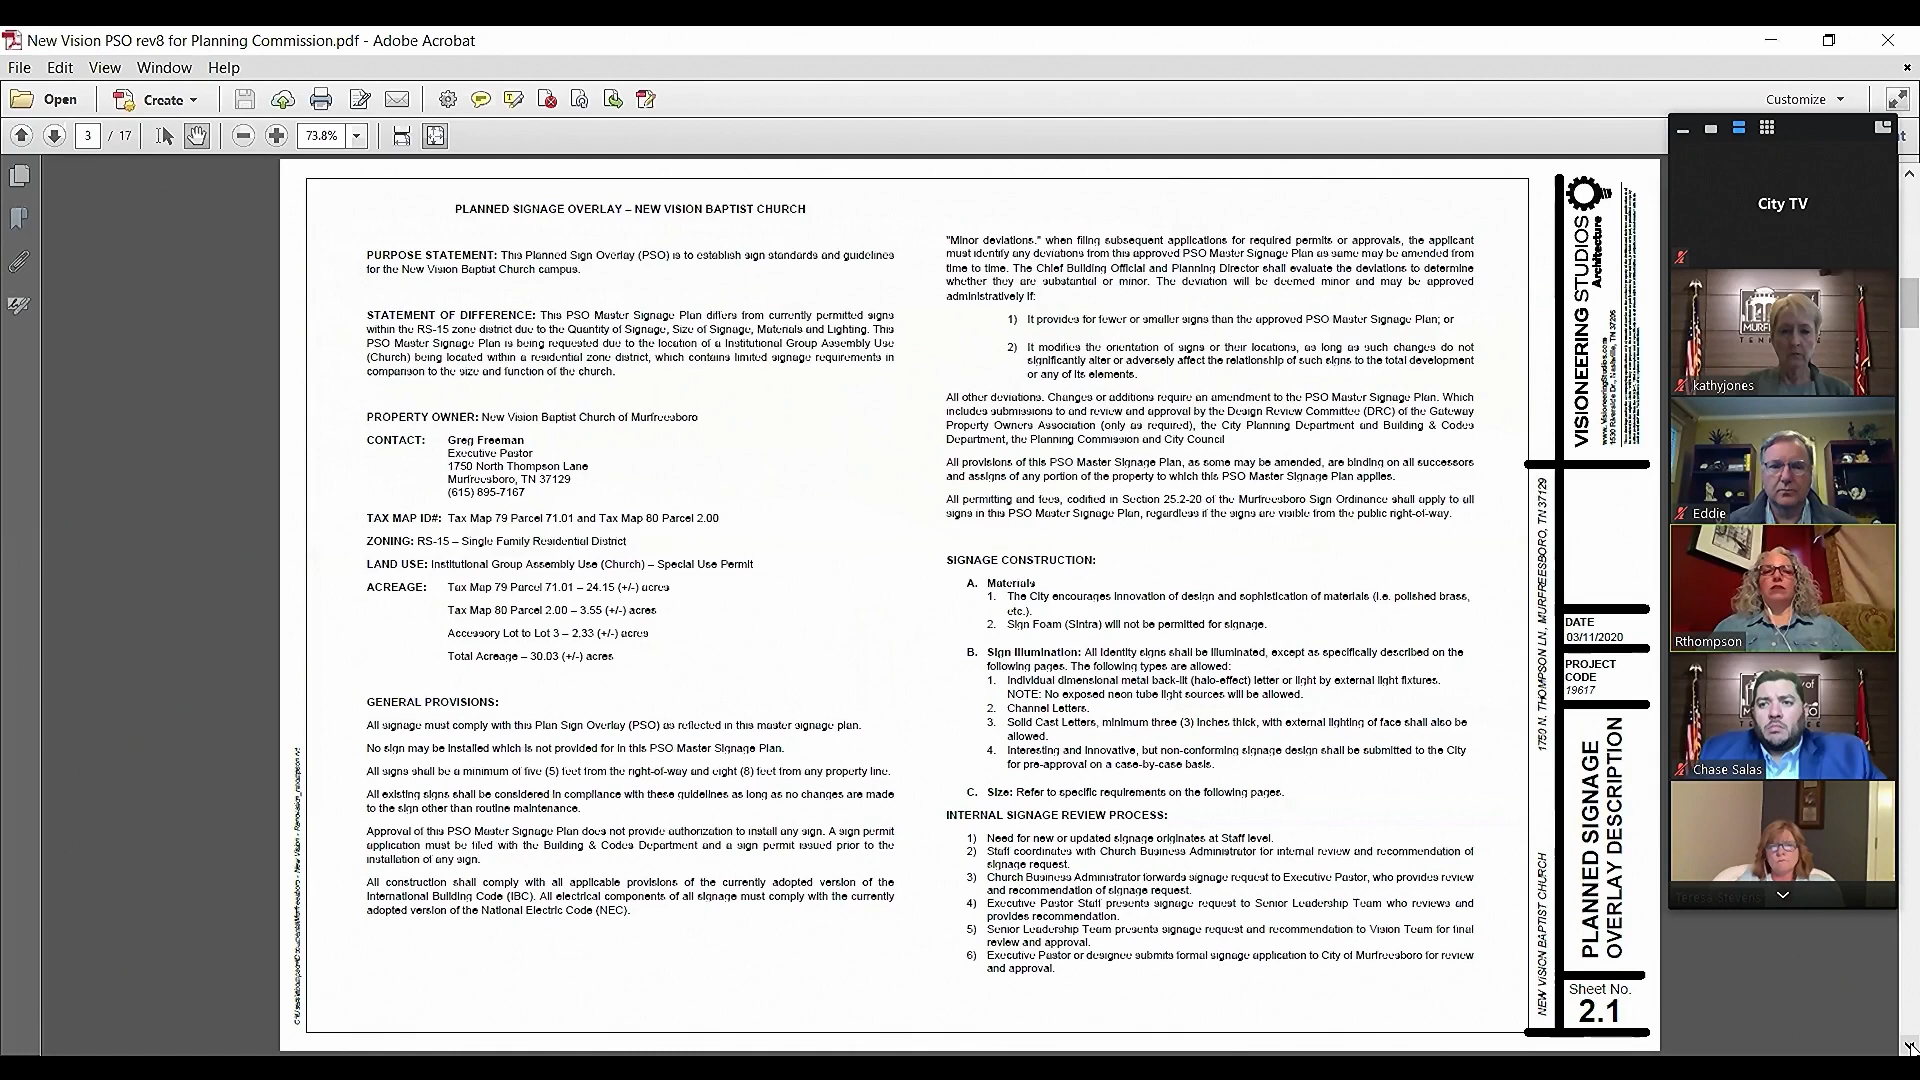 New Vision PSO rev8 for Planning Commission.pdf - Adobe Acrobat
File Edit View Window Help
Open Create Customize
3 / 17 73.8%
PLANNED SIGNAGE OVERLAY – NEW VISION BAPTIST CHURCH
PURPOSE STATEMENT: This Planned Sign Overlay (PSO) is to establish sign standards and guidelines
for the New Vision Baptist Church campus.
STATEMENT OF DIFFERENCE: This PSO Master Signage Plan differs from currently permitted signs
within the RS-15 zone district due to the Quantity of Signage, Size of Signage, Materials and Lighting. This
PSO Master Signage Plan is being requested due to the location of a Institutional Group Assembly Use
(Church) being located within a residential zone district, which contains limited signage requirements in
comparison to the size and function of the church.
PROPERTY OWNER: New Vision Baptist Church of Murfreesboro
CONTACT: Greg Freeman
Executive Pastor
1750 North Thompson Lane
Murfreesboro, TN 37129
(615) 895-7167
TAX MAP ID#: Tax Map 79 Parcel 71.01 and Tax Map 80 Parcel 2.00
ZONING: RS-15 – Single Family Residential District
LAND USE: Institutional Group Assembly Use (Church) – Special Use Permit
ACREAGE: Tax Map 79 Parcel 71.01 – 24.15 (+/-) acres
Tax Map 80 Parcel 2.00 – 3.55 (+/-) acres
Accessory Lot to Lot 3 – 2.33 (+/-) acres
Total Acreage – 30.03 (+/-) acres
GENERAL PROVISIONS:
All signage must comply with this Plan Sign Overlay (PSO) as reflected in this master signage plan.
No sign may be installed which is not provided for in this PSO Master Signage Plan.
All signs shall be a minimum of five (5) feet from the right-of-way and eight (8) feet from any property line.
All existing signs shall be considered in compliance with these guidelines as long as no changes are made
to the sign other than routine maintenance.
Approval of this PSO Master Signage Plan does not provide authorization to install any sign. A sign permit
application must be filed with the Building & Codes Department and a sign permit issued prior to the
installation of any sign.
All construction shall comply with all applicable provisions of the currently adopted version of the
International Building Code (IBC). All electrical components of all signage must comply with the currently
adopted version of the National Electric Code (NEC).
"Minor deviations." when filing subsequent applications for required permits or approvals, the applicant
must identify any deviations from this approved PSO Master Signage Plan as same may be amended from
time to time. The Chief Building Official and Planning Director shall evaluate the deviations to determine
whether they are substantial or minor. The deviation will be deemed minor and may be approved
administratively if:
1) It provides for fewer or smaller signs than the approved PSO Master Signage Plan; or
2) It modifies the orientation of signs or their locations, as long as such changes do not
significantly alter or adversely affect the relationship of such signs to the total development
or any of its elements.
All other deviations. Changes or additions require an amendment to the PSO Master Signage Plan. Which
includes submissions to and review and approval by the Design Review Committee (DRC) of the Gateway
Property Owners Association (only as required), the City Planning Department and Building & Codes
Department, the Planning Commission and City Council
All provisions of this PSO Master Signage Plan, as some may be amended, are binding on all successors
and assigns of any portion of the property to which this PSO Master Signage Plan applies.
All permitting and fees, codified in Section 25.2-20 of the Murfreesboro Sign Ordinance shall apply to all
signs in this PSO Master Signage Plan, regardless if the signs are visible from the public right-of-way.
SIGNAGE CONSTRUCTION:
A. Materials
1. The City encourages innovation of design and sophistication of materials (i.e. polished brass,
etc.).
2. Sign Foam (Sintra) will not be permitted for signage.
B. Sign Illumination: All identity signs shall be illuminated, except as specifically described on the
following pages. The following types are allowed:
1. Individual dimensional metal back-lit (halo-effect) letter or light by external light fixtures.
NOTE: No exposed neon tube light sources will be allowed.
2. Channel Letters.
3. Solid Cast Letters, minimum three (3) inches thick, with external lighting of face shall also be
allowed.
4. Interesting and innovative, but non-conforming signage design shall be submitted to the City
for pre-approval on a case-by-case basis.
C. Size: Refer to specific requirements on the following pages.
INTERNAL SIGNAGE REVIEW PROCESS:
1) Need for new or updated signage originates at Staff level.
2) Staff coordinates with Church Business Administrator for internal review and recommendation of
signage request.
3) Church Business Administrator forwards signage request to Executive Pastor, who provides review
and recommendation of signage request.
4) Executive Pastor Staff presents signage request to Senior Leadership Team who reviews and
provides recommendation.
5) Senior Leadership Team presents signage request and recommendation to Vision Team for final
review and approval.
6) Executive Pastor or designee submits formal signage application to City of Murfreesboro for review
and approval.
VISIONEERING STUDIOS
Architecture
www.VisioneeringStudios.com
1530 Riverside Dr., Nashville, TN 37206
NEW VISION BAPTIST CHURCH
1750 N. THOMPSON LN., MURFREESBORO, TN 37129
DATE
03/11/2020
PROJECT
CODE
19617
PLANNED SIGNAGE
OVERLAY DESCRIPTION
Sheet No.
2.1
City TV
kathyjones
Eddie
Rthompson
Chase Salas
Teresa Stevens